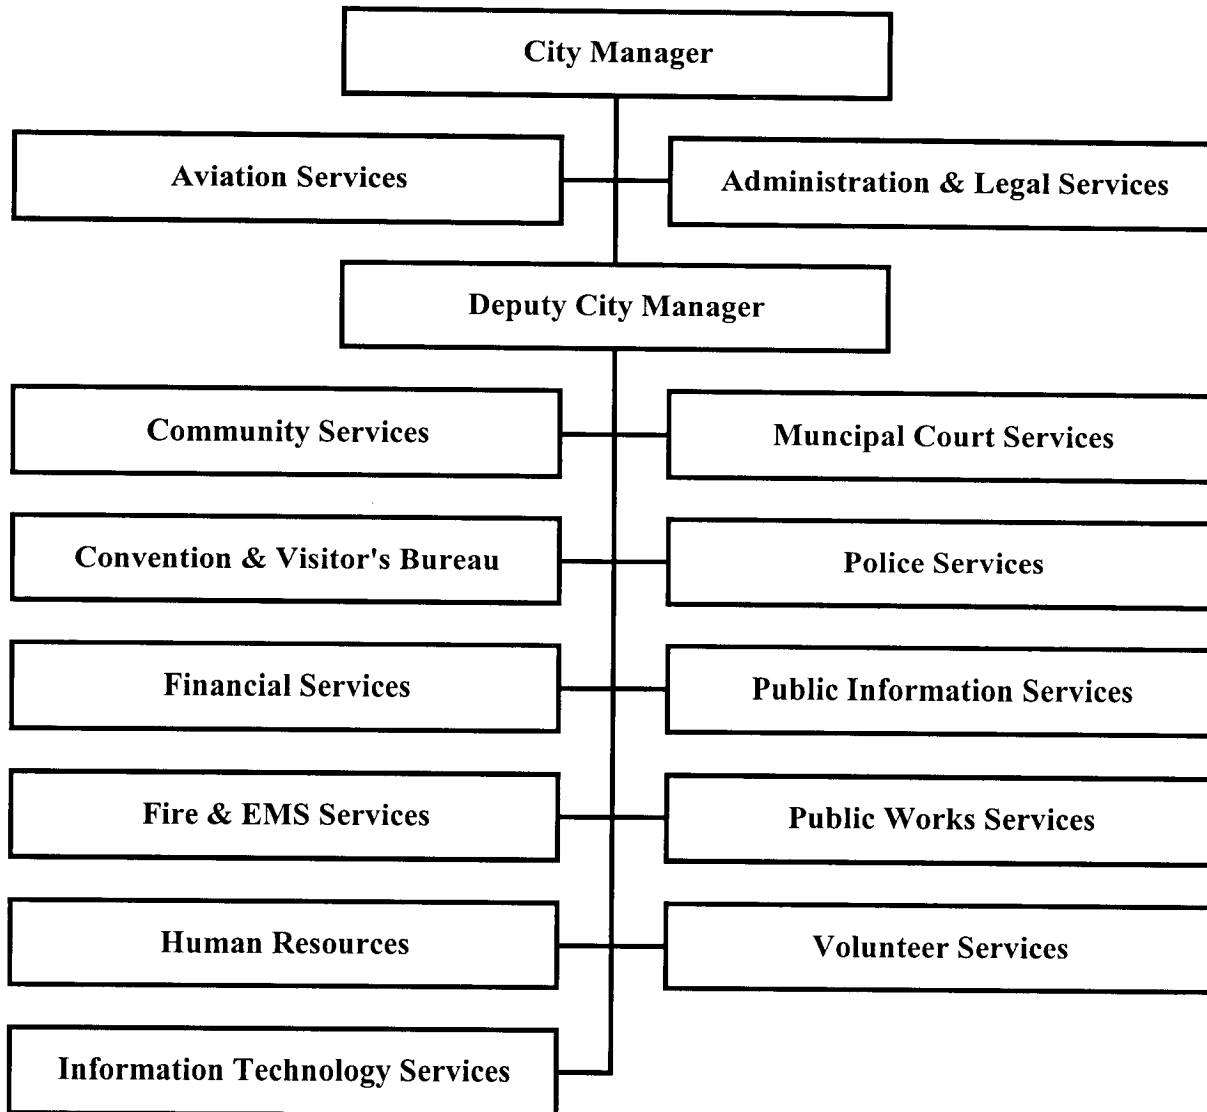 City Manager
Aviation Services
Administration & Legal Services
Deputy City Manager
Community Services
Muncipal Court Services
Convention & Visitor's Bureau
Police Services
Financial Services
Public Information Services
Fire & EMS Services
Public Works Services
Human Resources
Volunteer Services
Information Technology Services